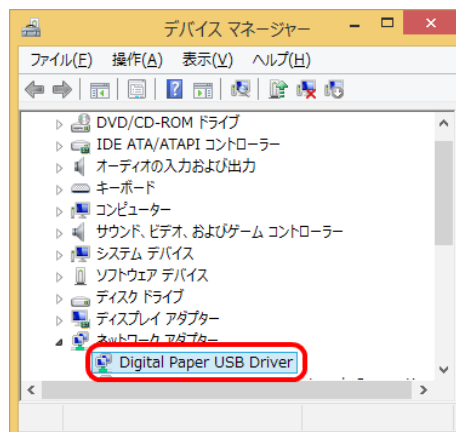 デバイス マネージャー
ファイル(F) 操作(A) 表示(V) ヘルプ(H)
DVD/CD-ROM ドライブ
IDE ATA/ATAPI コントローラー
オーディオの入力および出力
キーボード
コンピューター
サウンド、ビデオ、およびゲーム コントローラー
システム デバイス
ソフトウェア デバイス
ディスク ドライブ
ディスプレイ アダプター
ネットワーク アダプター
Digital Paper USB Driver